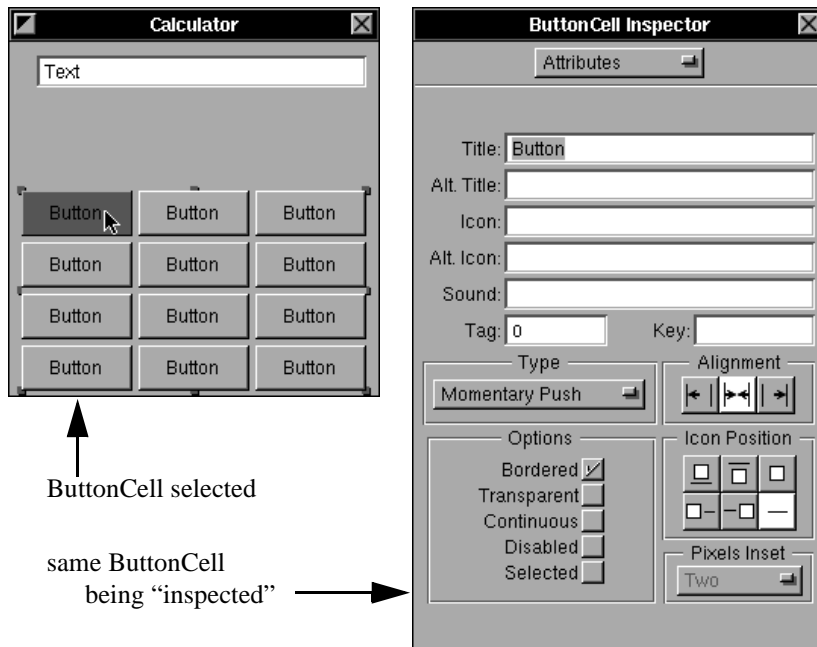 Calculator
Text
Button Button Button
Button Button Button
Button Button Button
Button Button Button
ButtonCell selected
same ButtonCell
being “inspected”
ButtonCell Inspector
Attributes
Title: Button
Alt. Title:
Icon:
Alt. Icon:
Sound:
Tag: 0 Key:
Type Alignment
Momentary Push
Options Icon Position
Bordered
Transparent
Continuous
Disabled
Selected
Pixels Inset
Two